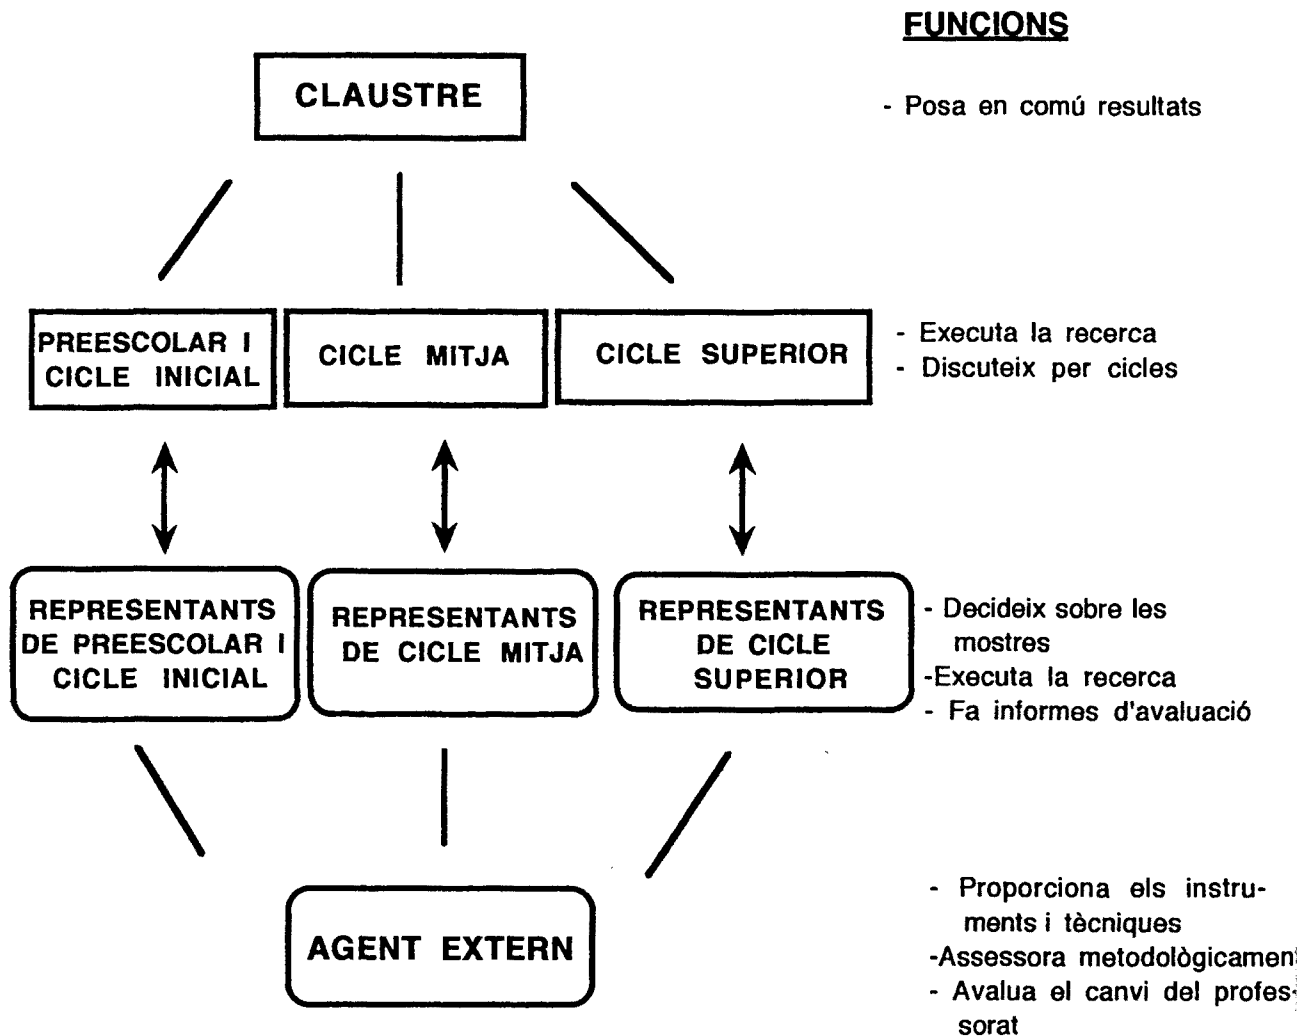 FUNCIONS
CLAUSTRE
- Posa en comú resultats
PREESCOLAR I
CICLE INICIAL
CICLE MITJA
CICLE SUPERIOR
- Executa la recerca
- Discuteix per cicles
REPRESENTANTS
DE PREESCOLAR I
CICLE INICIAL
REPRESENTANTS
DE CICLE MITJA
REPRESENTANTS
DE CICLE
SUPERIOR
- Decideix sobre les
mostres
-Executa la recerca
- Fa informes d'avaluació
AGENT EXTERN
- Proporciona els instru-
ments i tècniques
-Assessora metodològicament
- Avalua el canvi del profes-
sorat